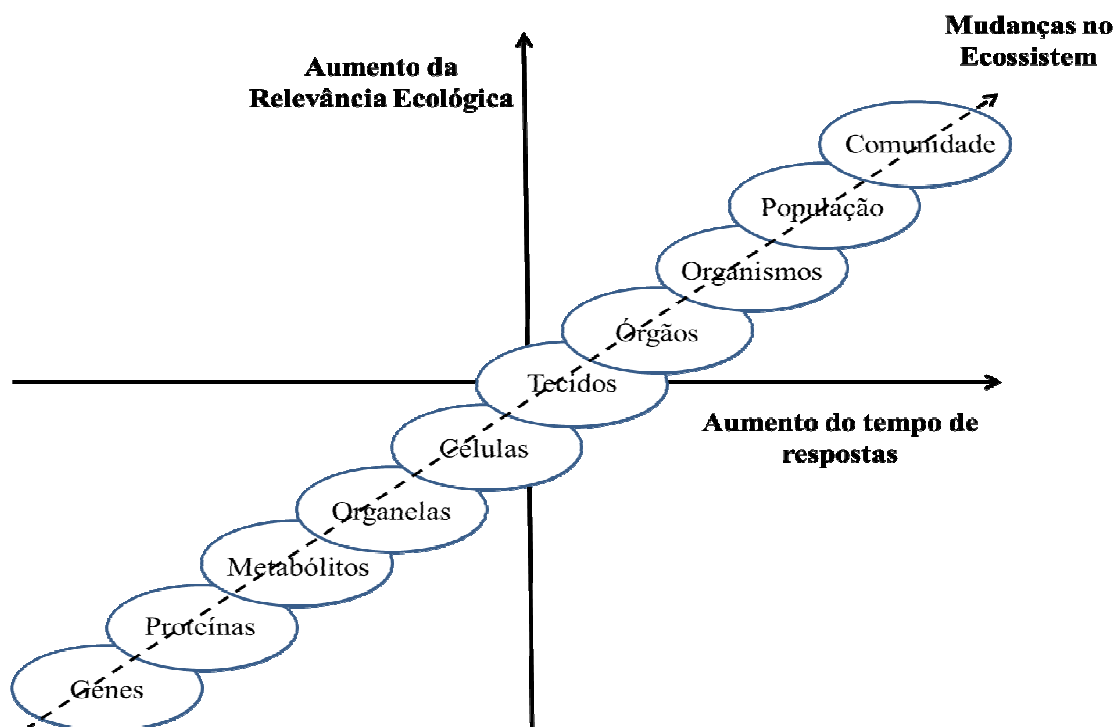 Mudanças no
Ecossistem
Aumento da
Relevância Ecológica
Comunidade
População
Organismos
Órgãos
Tecidos
Aumento do tempo de
respostas
Células
Organelas
Metabólitos
Proteínas
Gênes